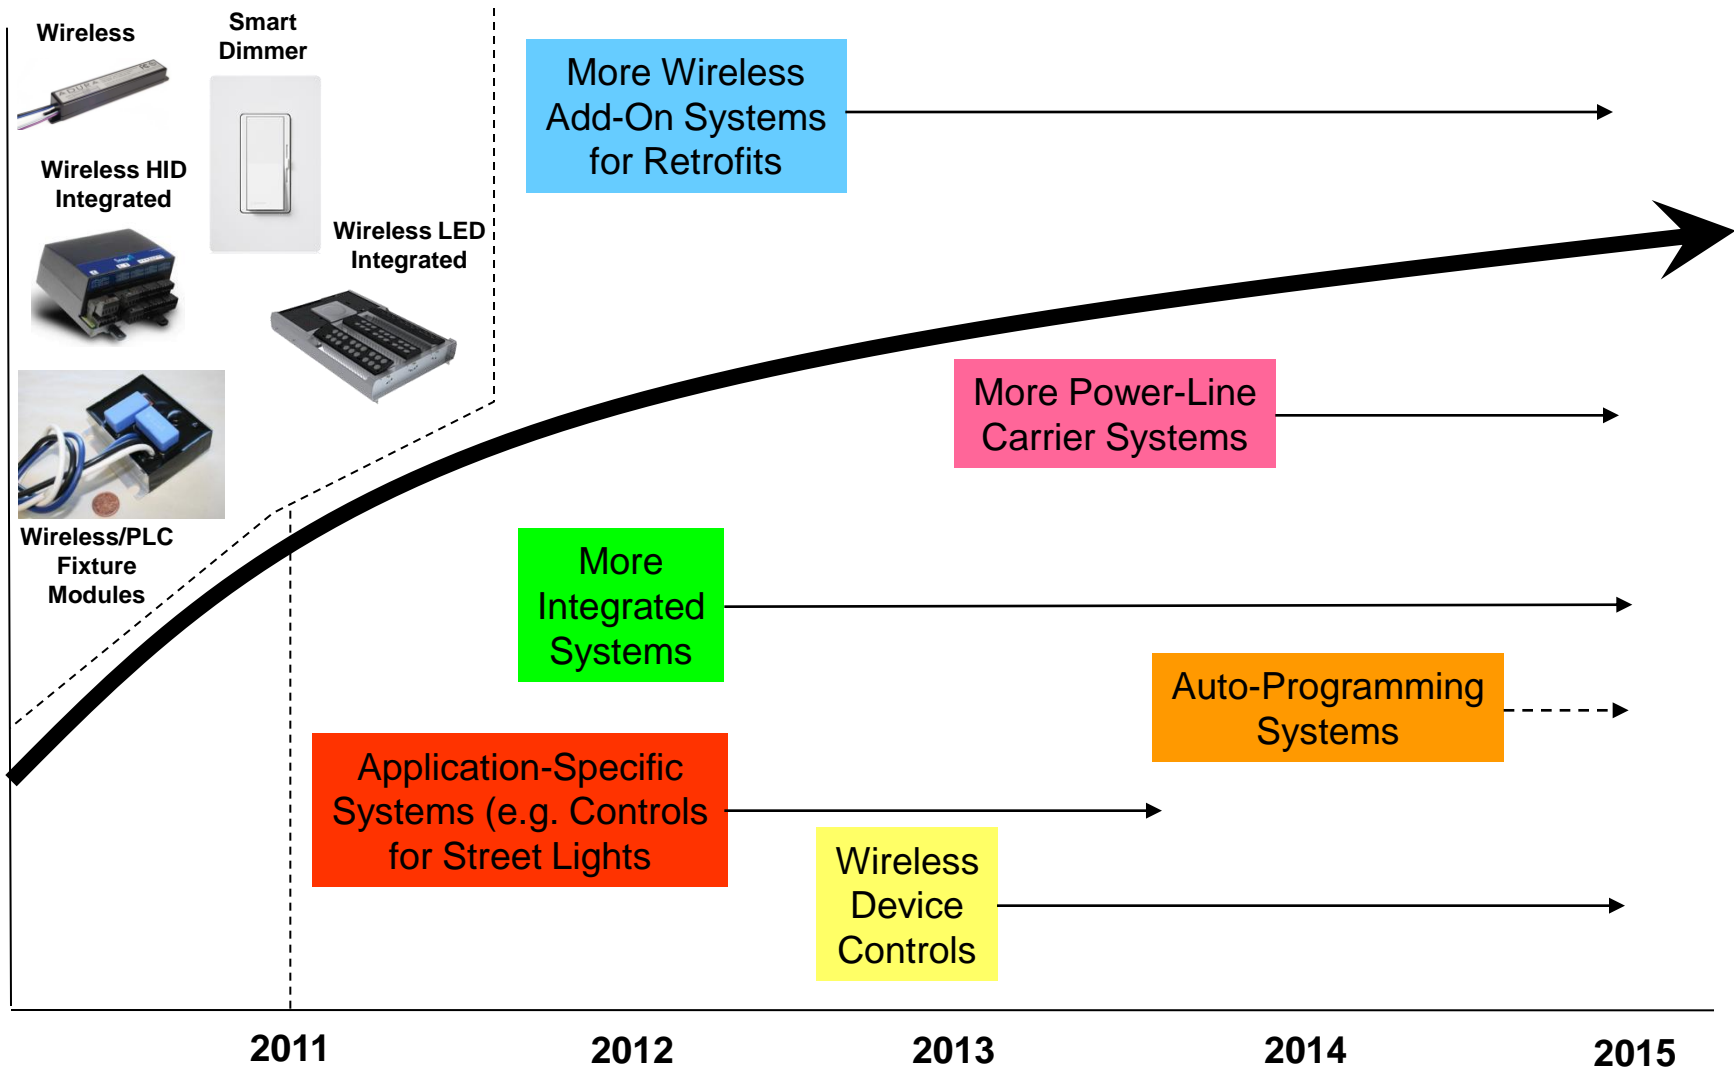 Wireless
Smart
Dimmer
Wireless HID
Integrated
Wireless LED
Integrated
Wireless/PLC
Fixture
Modules
More Wireless
Add-On Systems
for Retrofits
More Power-Line
Carrier Systems
More
Integrated
Systems
Auto-Programming
Systems
Application-Specific
Systems (e.g. Controls
for Street Lights
Wireless
Device
Controls
2011
2012
2013
2014
2015